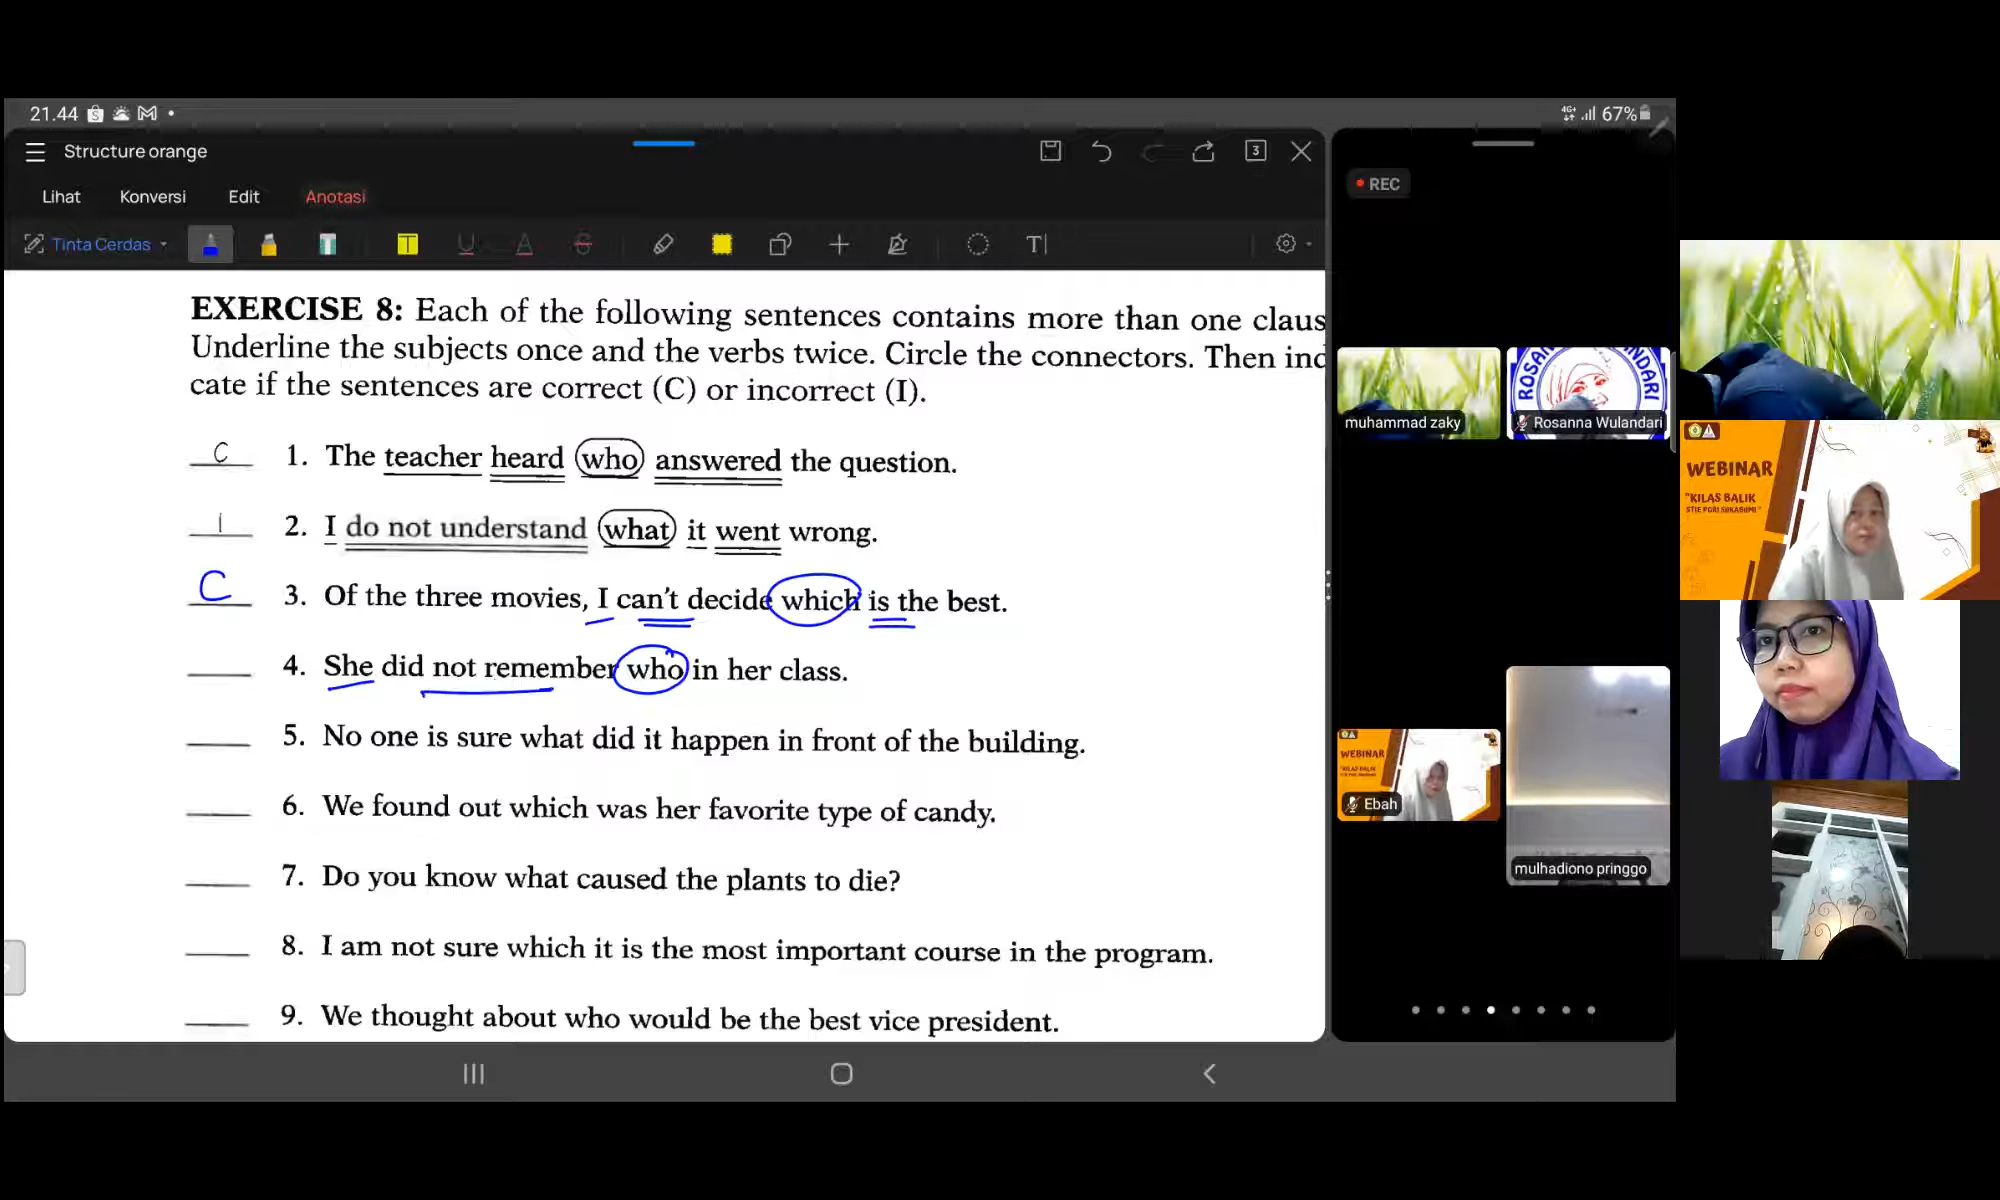 21.44
67%
Structure orange
3
Lihat Konversi Edit Anotasi
Tinta Cerdas
T
U
A
S
T
REC
EXERCISE 8: Each of the following sentences contains more than one claus
Underline the subjects once and the verbs twice. Circle the connectors. Then ind
cate if the sentences are correct (C) or incorrect (I).
C 1. The teacher heard who answered the question.
I 2. I do not understand what it went wrong.
C 3. Of the three movies, I can't decide which is the best.
4. She did not remember who in her class.
5. No one is sure what did it happen in front of the building.
6. We found out which was her favorite type of candy.
7. Do you know what caused the plants to die?
8. I am not sure which it is the most important course in the program.
9. We thought about who would be the best vice president.
muhammad zaky
Rosanna Wulandari
WEBINAR
Ebah
mulhadiono pringgo
WEBINAR
"KILAS BALIK
STIE PGRI SUKABUMI"